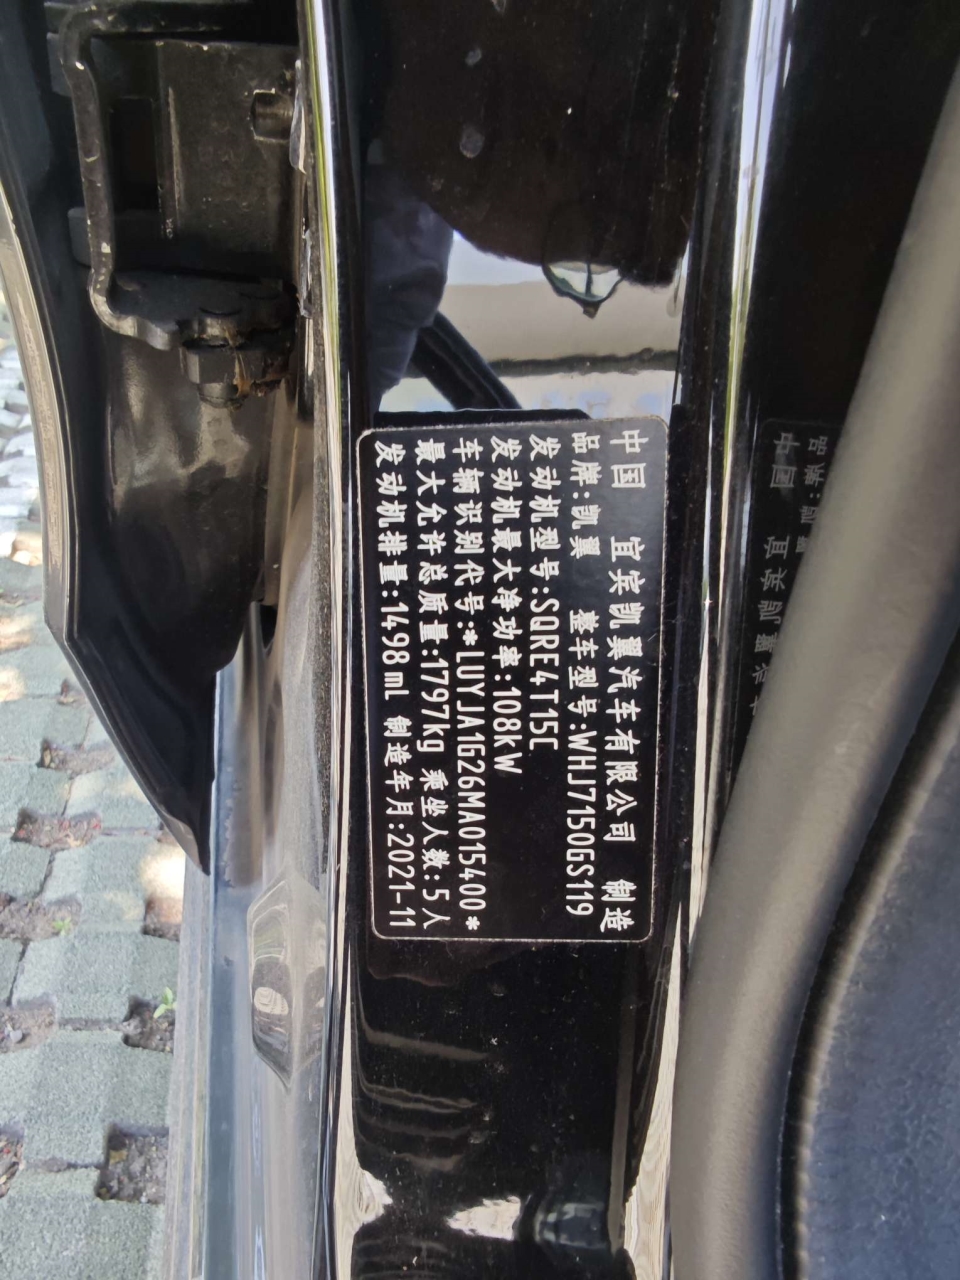 中国 宜宾凯翼汽车有限公司 制造
品牌:凯翼 整车型号:WHJ7150GS119
发动机型号:SQRE4T15C
发动机最大净功率:108kW
车辆识别代号:*LUYJA1G26MA015400*
最大允许总质量:1797kg 乘坐人数:5人
发动机排量:1498mL 制造年月:2021-11